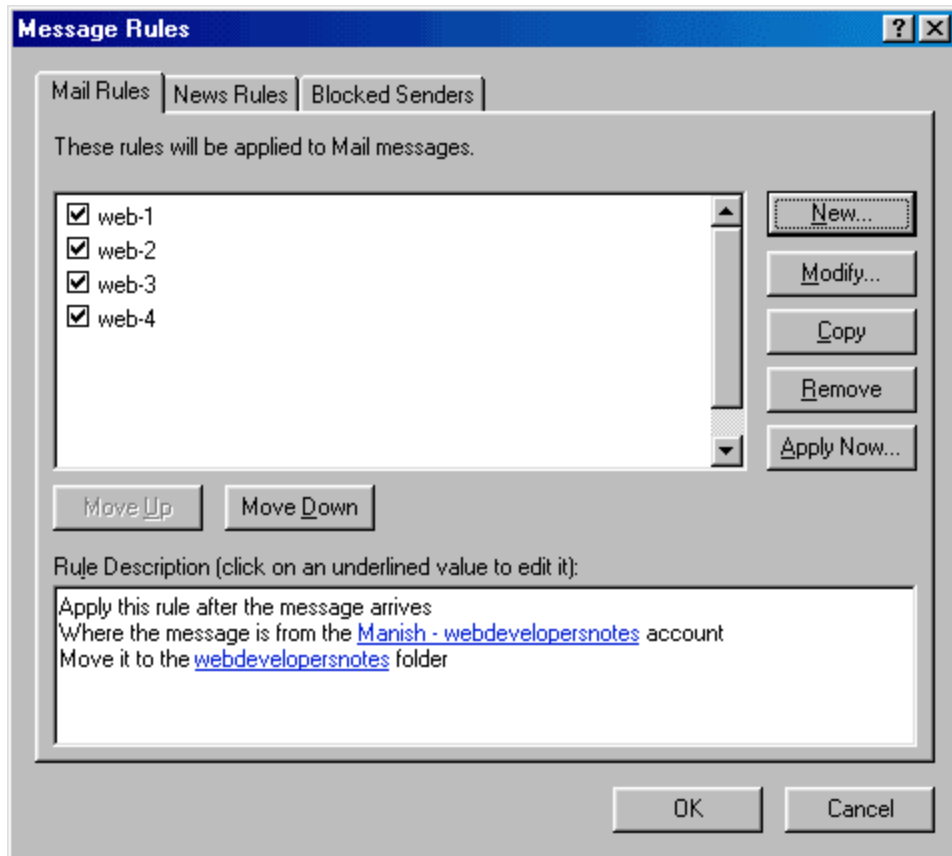 Message Rules
Mail Rules News Rules Blocked Senders
These rules will be applied to Mail messages.
web-1
web-2
web-3
web-4
New...
Modify...
Copy
Remove
Apply Now...
Move Up Move Down
Rule Description (click on an underlined value to edit it):
Apply this rule after the message arrives
Where the message is from the Manish - webdevelopersnotes account
Move it to the webdevelopersnotes folder
OK Cancel